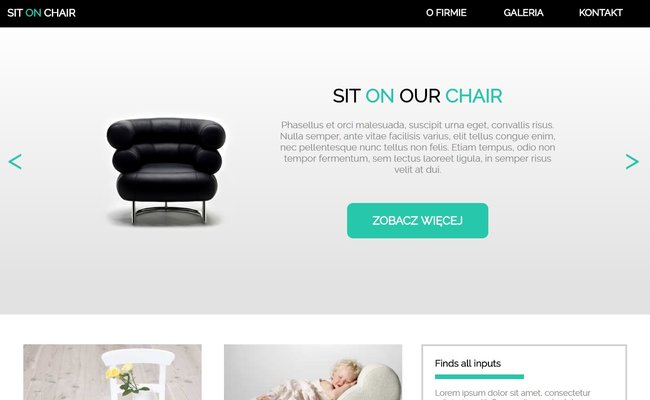 SIT ON CHAIR
O FIRMIE GALERIA KONTAKT
SIT ON OUR CHAIR
Phasellus et orci malesuada, suscipit urna eget, convallis risus.
Nulla semper, ante vitae facilisis varius, elit tellus congue enim,
nec pellentesque nunc tellus non felis. Etiam tempus, odio non
tempor fermentum, sem lectus laoreet ligula, in semper risus
velit at dui.
< >
ZOBACZ WIĘCEJ
Finds all inputs
Lorem ipsum dolor sit amet, consectetur